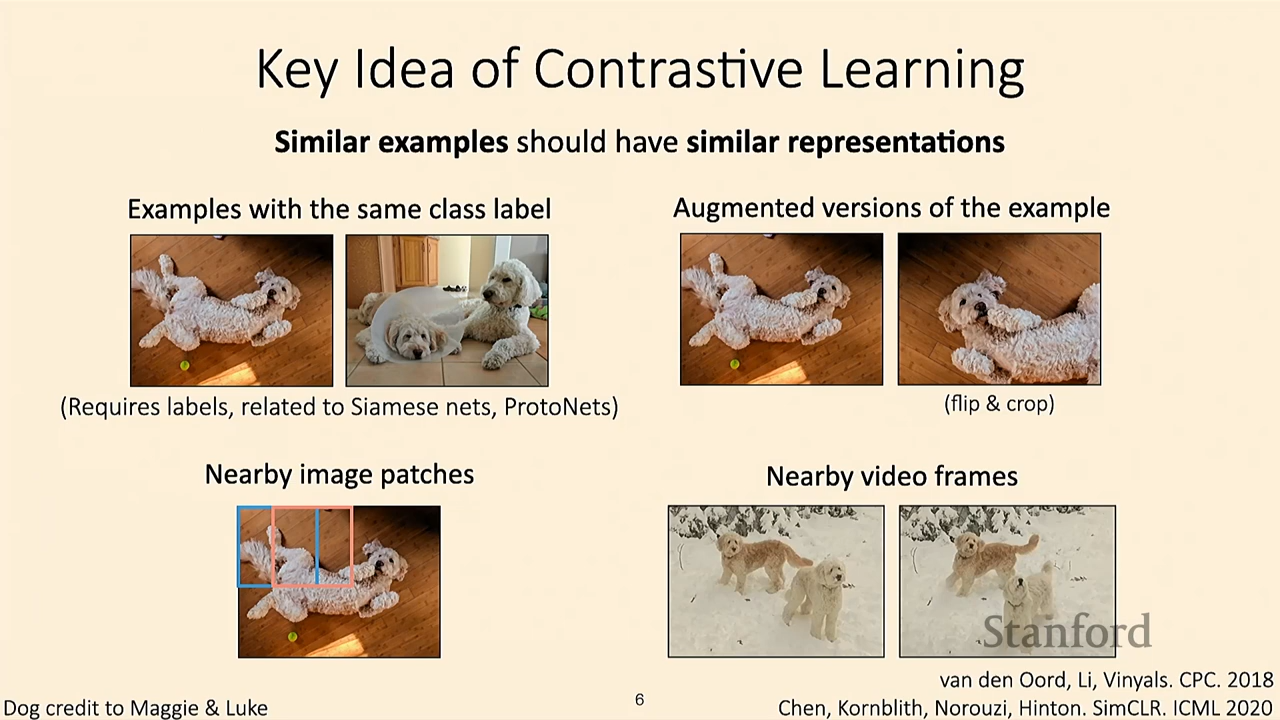 Key Idea of Contrastive Learning
Similar examples should have similar representations
Examples with the same class label
(Requires labels, related to Siamese nets, ProtoNets)
Augmented versions of the example
(flip & crop)
Nearby image patches
Nearby video frames
Stanford
van den Oord, Li, Vinyals. CPC. 2018
Dog credit to Maggie & Luke
6
Chen, Kornblith, Norouzi, Hinton. SimCLR. ICML 2020